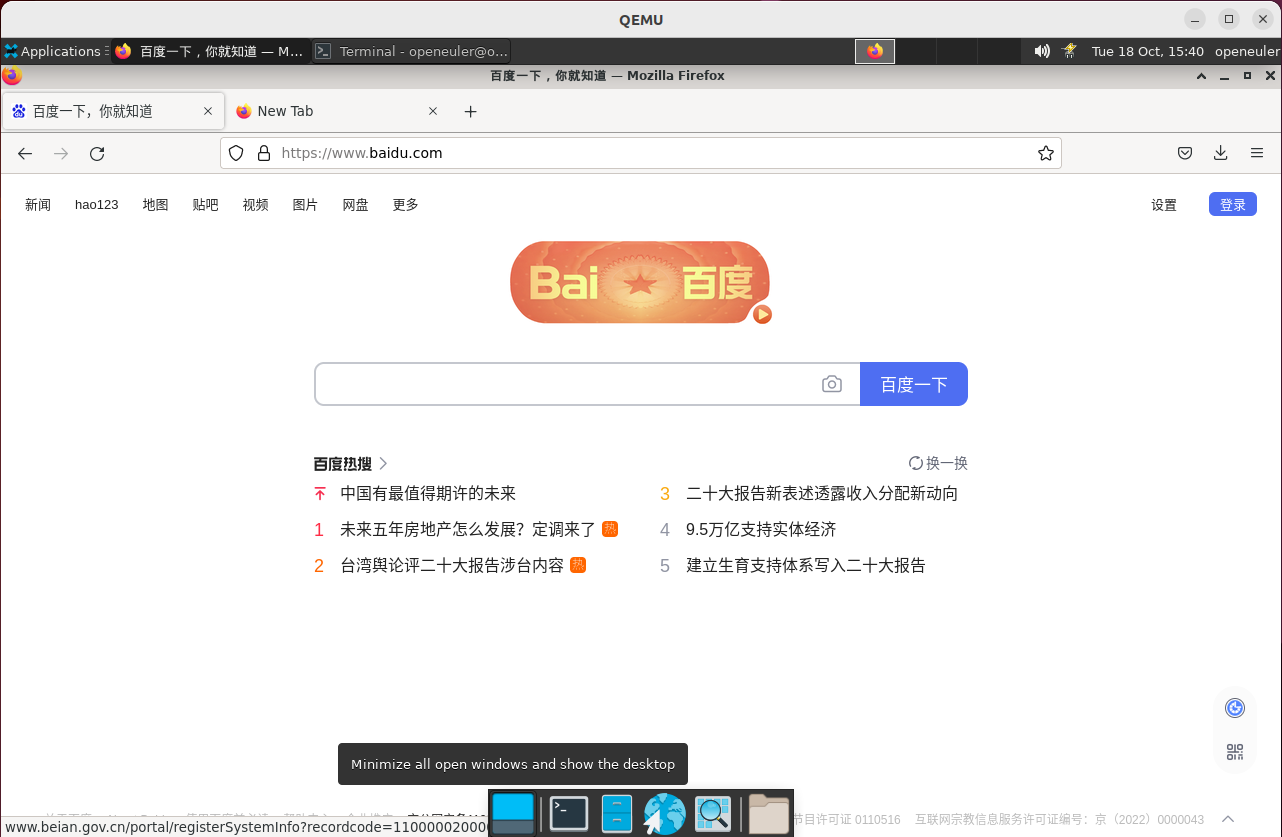 QEMU
Applications
百度一下，你就知道 — M...
Terminal - openeuler@o...
Tue 18 Oct, 15:40
openeuler
百度一下，你就知道 — Mozilla Firefox
百度一下，你就知道
New Tab
https://www.baidu.com
新闻 hao123 地图 贴吧 视频 图片 网盘 更多
设置 登录
Bai 百度
百度一下
百度热搜
换一换
中国有最值得期许的未来
1 未来五年房地产怎么发展？定调来了 热
2 台湾舆论评二十大报告涉台内容 热
3 二十大报告新表述透露收入分配新动向
4 9.5万亿支持实体经济
5 建立生育支持体系写入二十大报告
Minimize all open windows and show the desktop
节目许可证 0110516 互联网宗教信息服务许可证编号：京（2022）0000043
www.beian.gov.cn/portal/registerSystemInfo?recordcode=11000002000